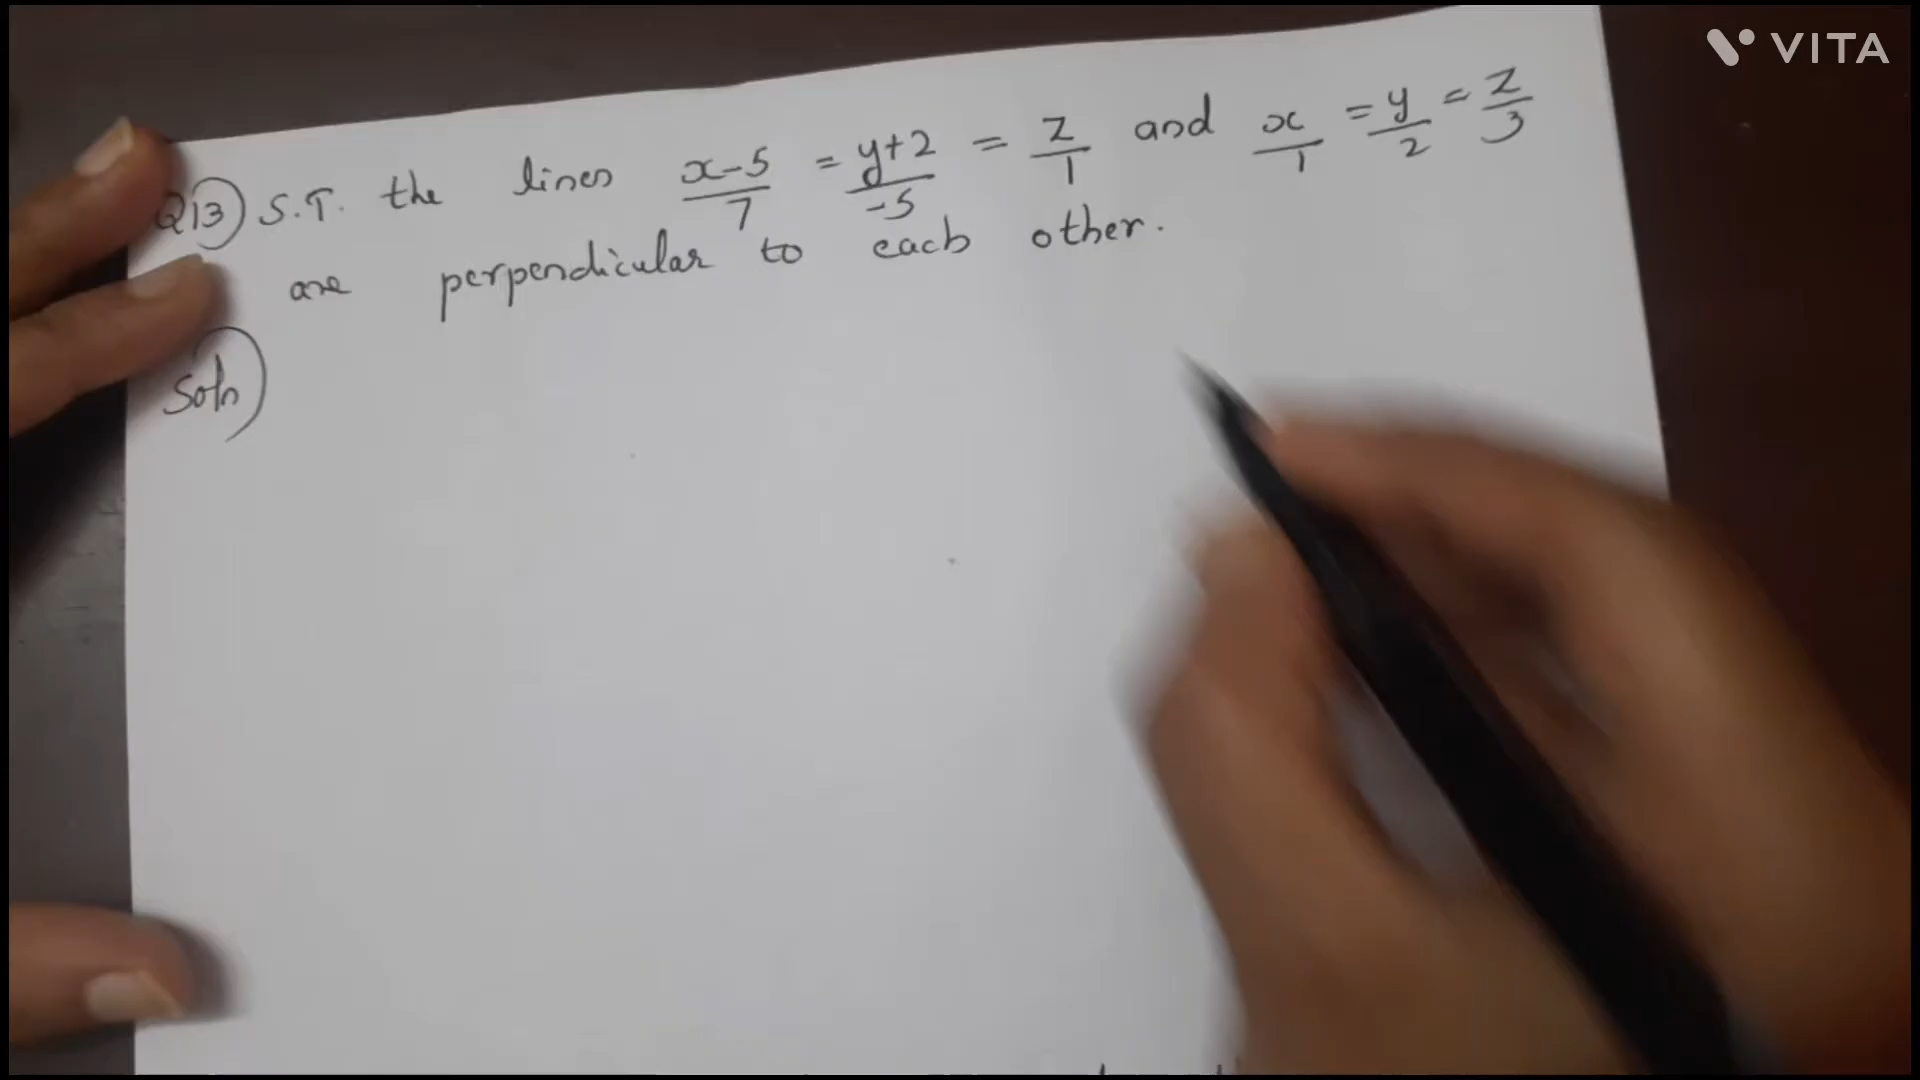 VITA
Q13) S.T. the lines x-5/7 = y+2/-5 = z/1 and x/1 = y/2 = z/3
are perpendicular to each other.
Soln)